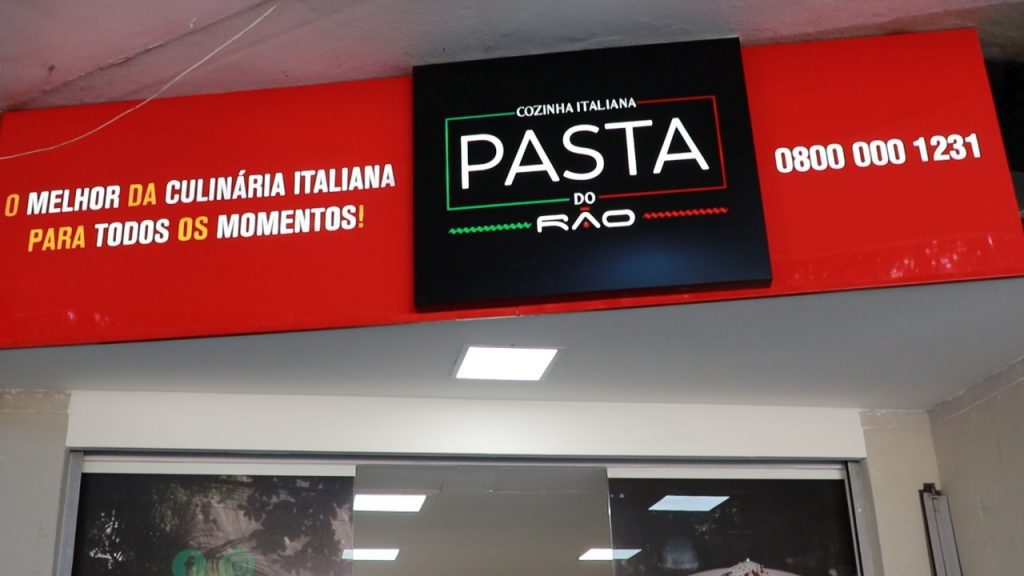 O MELHOR DA CULINÁRIA ITALIANA
PARA TODOS OS MOMENTOS!
COZINHA ITALIANA
PASTA
DO
RÃO
0800 000 1231